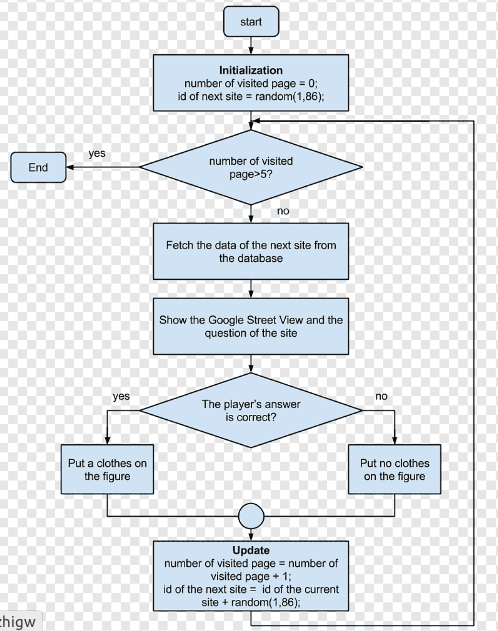 start
Initialization
number of visited page = 0;
id of next site = random(1,86);
yes
End
number of visited
page>5?
no
Fetch the data of the next site from
the database
Show the Google Street View and the
question of the site
yes
The player's answer
is correct?
no
Put a clothes on
the figure
Put no clothes
on the figure
Update
number of visited page = number of
visited page + 1;
id of the next site = id of the current
site + random(1,86);
zhigw